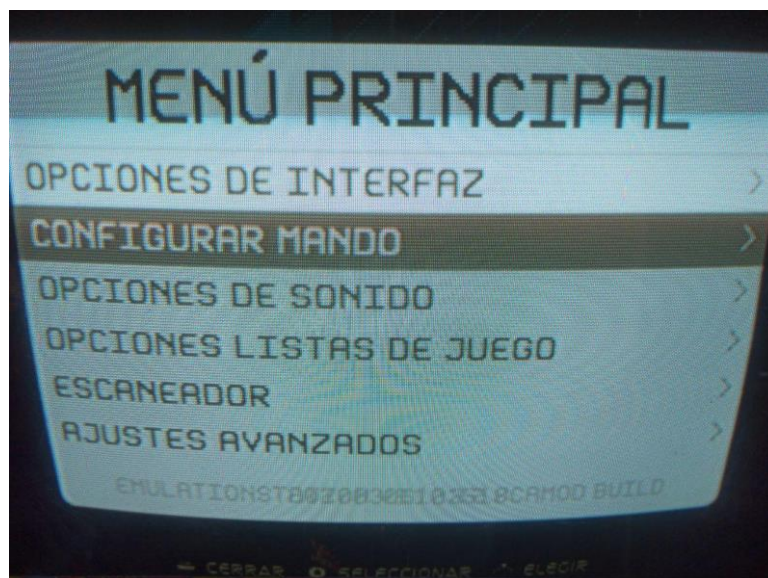 MENÚ PRINCIPAL
OPCIONES DE INTERFAZ
CONFIGURAR MANDO
OPCIONES DE SONIDO
OPCIONES LISTAS DE JUEGO
ESCANEADOR
AJUSTES AVANZADOS
BUILD
CERRAR SELECCIONAR ELEGIR